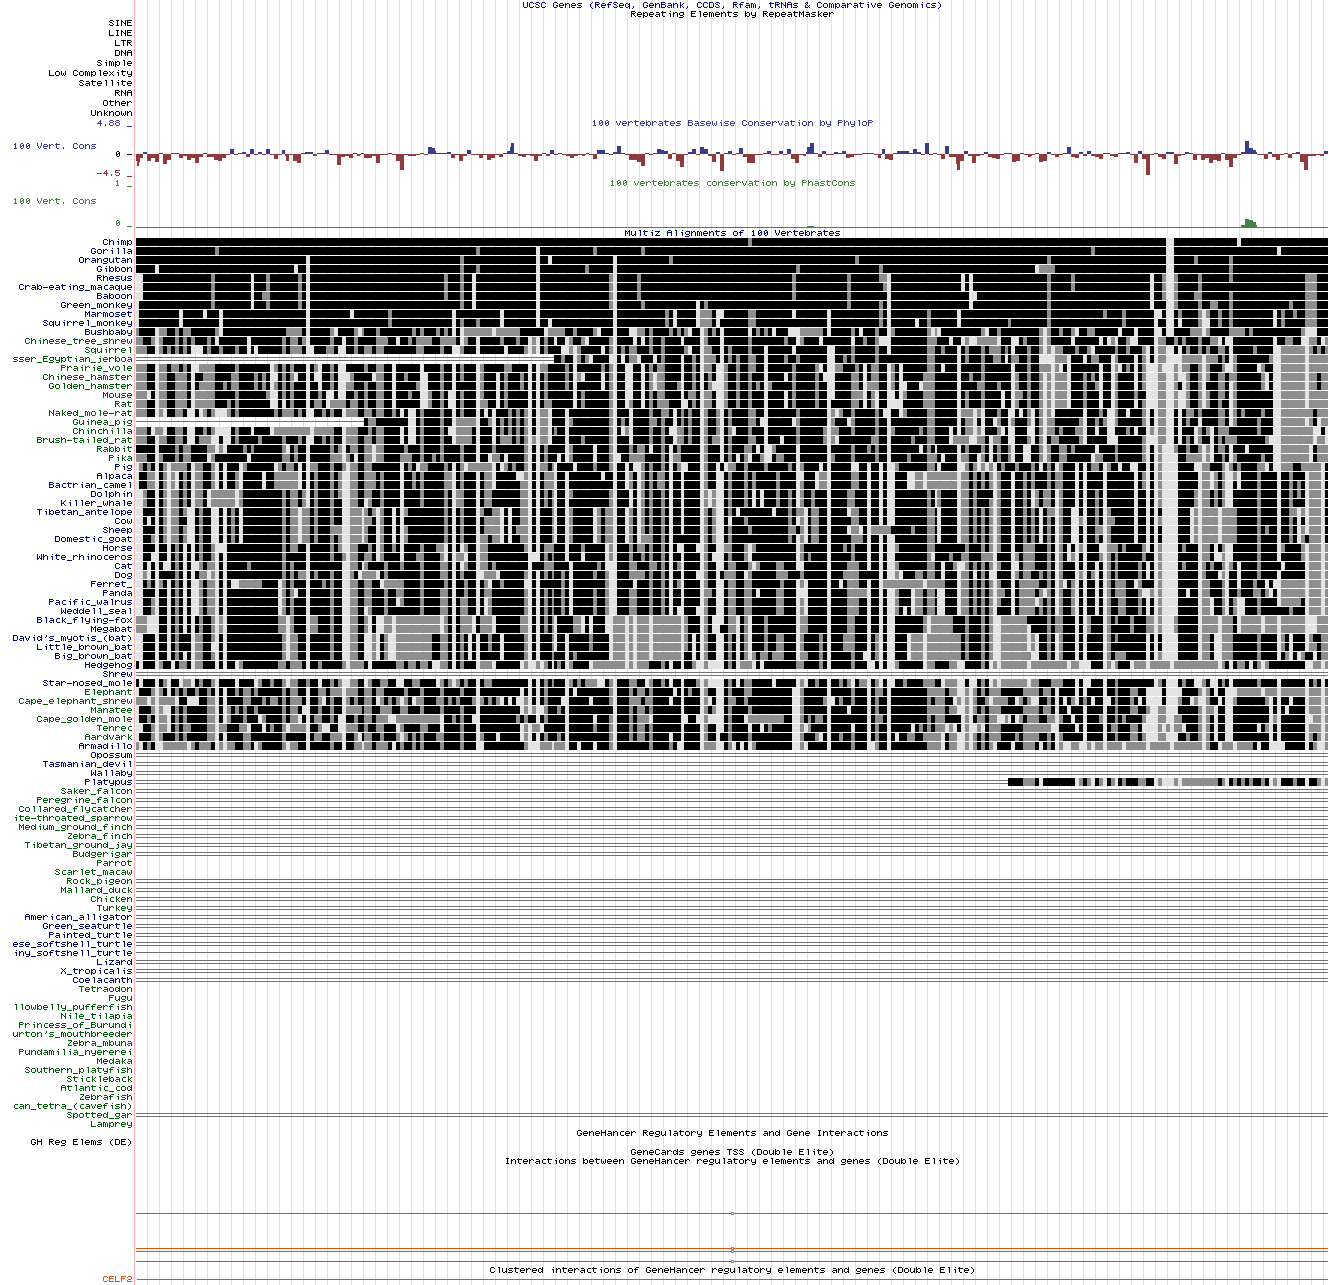 UCSC Genes (RefSeq, GenBank, CCDS, Rfam, tRNAs & Comparative Genomics)
Repeating Elements by RepeatMasker
SINE
LINE
LTR
DNA
Simple
Low Complexity
Satellite
RNA
Other
Unknown
100 vertebrates Basewise Conservation by PhyloP
4.88 _
100 Vert. Cons
0 -
-4.5 _
100 vertebrates conservation by PhastCons
1 _
100 Vert. Cons
0 _
Multiz Alignments of 100 Vertebrates
Chimp
Gorilla
Orangutan
Gibbon
Rhesus
Crab-eating_macaque
Baboon
Green_monkey
Marmoset
Squirrel_monkey
Bushbaby
Chinese_tree_shrew
Squirrel
sser_Egyptian_jerboa
Prairie_vole
Chinese_hamster
Golden_hamster
Mouse
Rat
Naked_mole-rat
Guinea_pig
Chinchilla
Brush-tailed_rat
Rabbit
Pika
Pig
Alpaca
Bactrian_camel
Dolphin
Killer_whale
Tibetan_antelope
Cow
Sheep
Domestic_goat
Horse
White_rhinoceros
Cat
Dog
Ferret_
Panda
Pacific_walrus
Weddell_seal
Black_flying-fox
Megabat
David's_myotis_(bat)
Little_brown_bat
Big_brown_bat
Hedgehog
Shrew
Star-nosed_mole
Elephant
Cape_elephant_shrew
Manatee
Cape_golden_mole
Tenrec
Aardvark
Armadillo
Opossum
Tasmanian_devil
Wallaby
Platypus
Saker_falcon
Peregrine_falcon
Collared_flycatcher
ite-throated_sparrow
Medium_ground_finch
Zebra_finch
Tibetan_ground_jay
Budgerigar
Parrot
Scarlet_macaw
Rock_pigeon
Mallard_duck
Chicken
Turkey
American_alligator
Green_seaturtle
Painted_turtle
ese_softshell_turtle
iny_softshell_turtle
Lizard
X_tropicalis
Coelacanth
Tetraodon
Fugu
llowbelly_pufferfish
Nile_tilapia
Princess_of_Burundi
urton's_mouthbreeder
Zebra_mbuna
Pundamilia_nyererei
Medaka
Southern_platyfish
Stickleback
Atlantic_cod
Zebrafish
can_tetra_(cavefish)
Spotted_gar
Lamprey
GeneHancer Regulatory Elements and Gene Interactions
GH Reg Elems (DE)
GeneCards genes TSS (Double Elite)
Interactions between GeneHancer regulatory elements and genes (Double Elite)
Clustered interactions of GeneHancer regulatory elements and genes (Double Elite)
CELF2